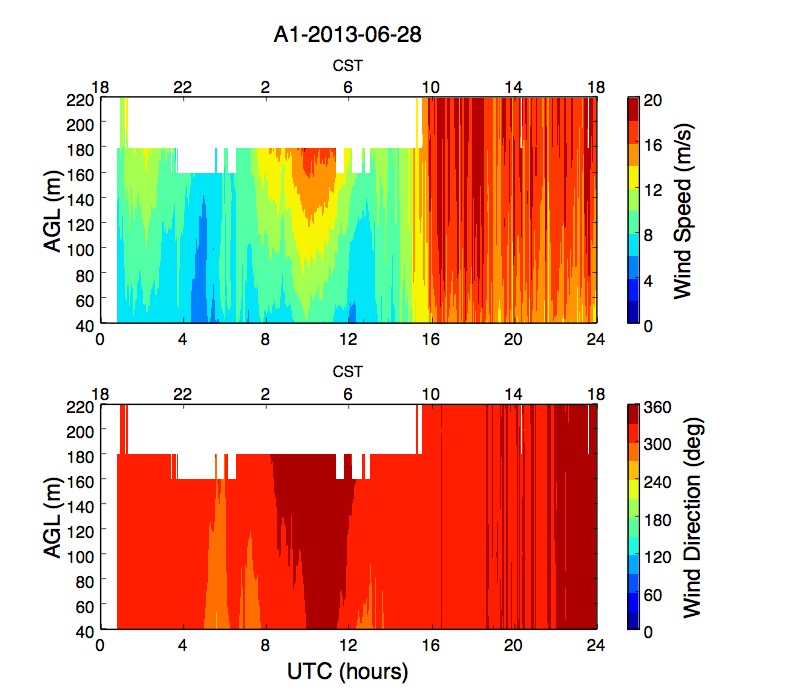 A1-2013-06-28
CST
18 22 2 6 10 14 18
220
200
180
160
140
120
100
80
60
40
AGL (m)
0 4 8 12 16 20 24
20
16
12
8
4
0
Wind Speed (m/s)
CST
18 22 2 6 10 14 18
220
200
180
160
140
120
100
80
60
40
AGL (m)
0 4 8 12 16 20 24
UTC (hours)
360
300
240
180
120
60
0
Wind Direction (deg)